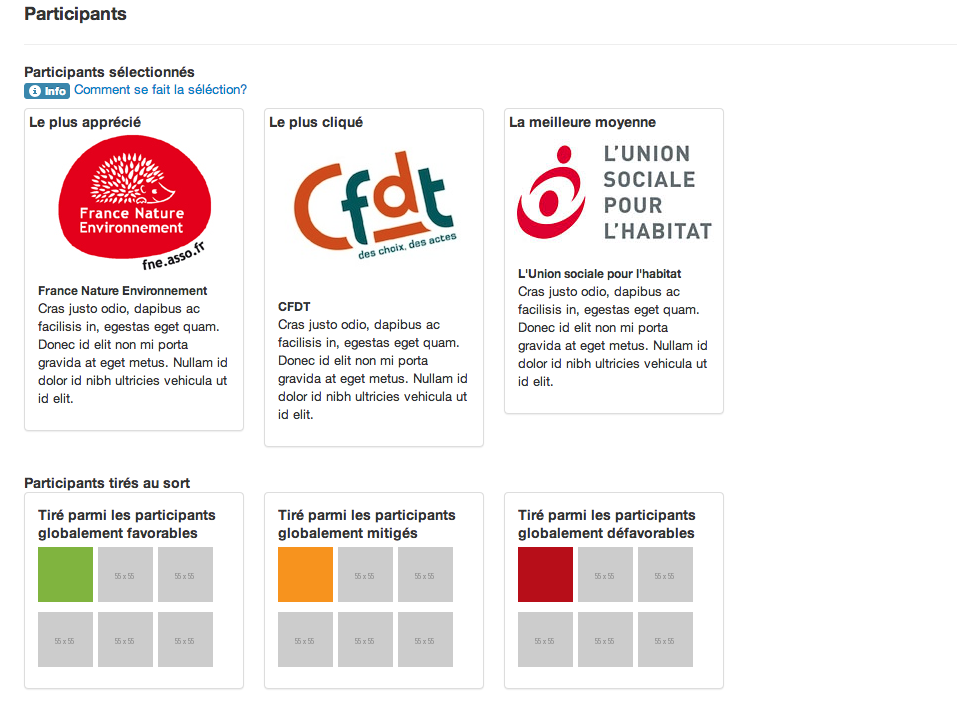 Participants
Participants sélectionnés
Info Comment se fait la séléction?
Le plus apprécié
France Nature
Environnement
fne.asso.fr
France Nature Environnement
Cras justo odio, dapibus ac
facilisis in, egestas eget quam.
Donec id elit non mi porta
gravida at eget metus. Nullam id
dolor id nibh ultricies vehicula ut
id elit.
Le plus cliqué
Cfdt
des choix, des actes
CFDT
Cras justo odio, dapibus ac
facilisis in, egestas eget quam.
Donec id elit non mi porta
gravida at eget metus. Nullam id
dolor id nibh ultricies vehicula ut
id elit.
La meilleure moyenne
L'UNION
SOCIALE
POUR
L'HABITAT
L'Union sociale pour l'habitat
Cras justo odio, dapibus ac
facilisis in, egestas eget quam.
Donec id elit non mi porta
gravida at eget metus. Nullam id
dolor id nibh ultricies vehicula ut
id elit.
Participants tirés au sort
Tiré parmi les participants
globalement favorables
55 x 55 55 x 55
55 x 55 55 x 55 55 x 55
Tiré parmi les participants
globalement mitigés
55 x 55 55 x 55
55 x 55 55 x 55 55 x 55
Tiré parmi les participants
globalement défavorables
55 x 55 55 x 55
55 x 55 55 x 55 55 x 55